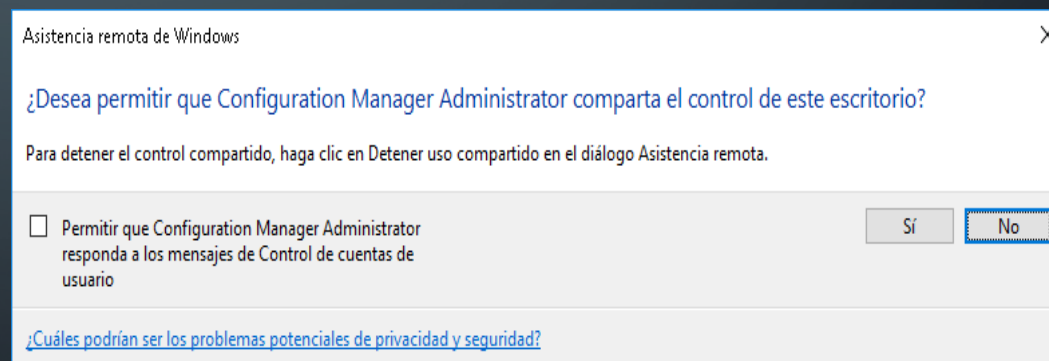 Asistencia remota de Windows
¿Desea permitir que Configuration Manager Administrator comparta el control de este escritorio?
Para detener el control compartido, haga clic en Detener uso compartido en el diálogo Asistencia remota.
Permitir que Configuration Manager Administrator
responda a los mensajes de Control de cuentas de
usuario
Sí
No
¿Cuáles podrían ser los problemas potenciales de privacidad y seguridad?